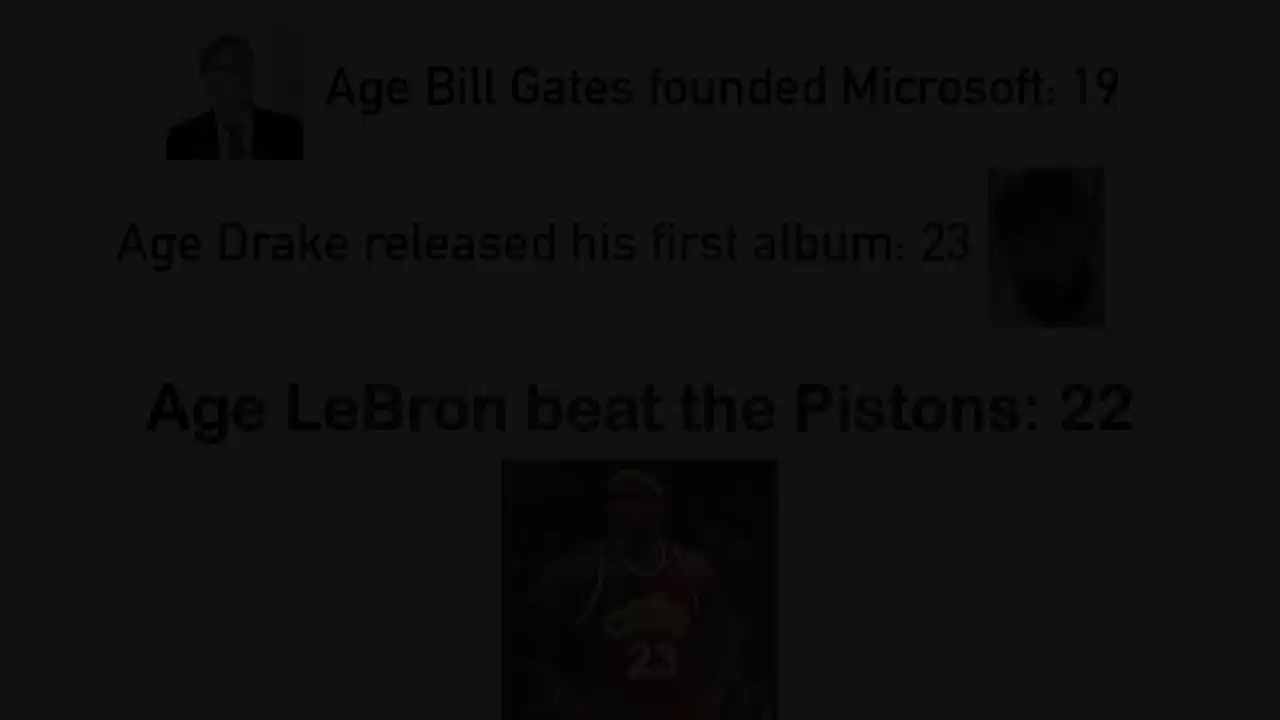 Age Bill Gates founded Microsoft: 19
Age Drake released his first album: 23
Age LeBron beat the Pistons: 22
23